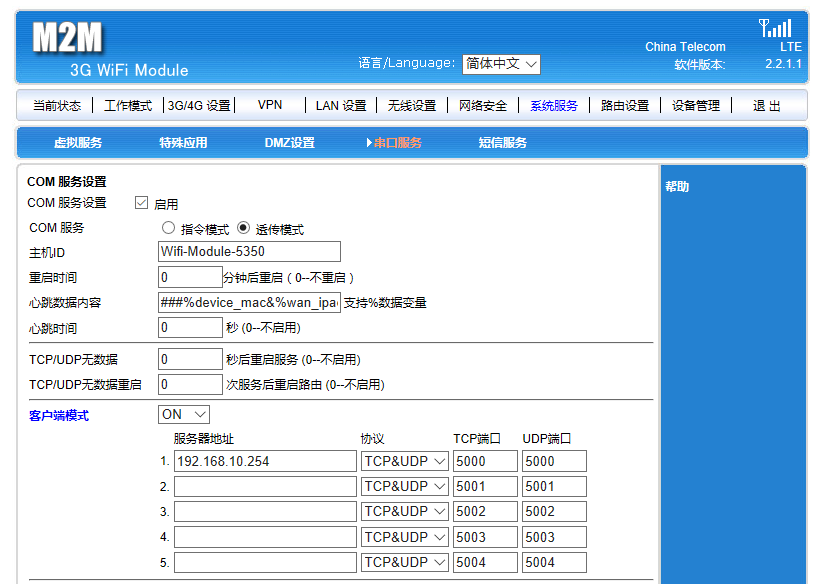 M2M
3G WiFi Module
语言/Language: 简体中文
China Telecom
LTE
软件版本: 2.2.1.1
当前状态 工作模式 3G/4G 设置 VPN LAN 设置 无线设置 网络安全 系统服务 路由设置 设备管理 退 出
虚拟服务 特殊应用 DMZ设置 串口服务 短信服务
帮助
COM 服务设置
COM 服务设置 启用
COM 服务 指令模式 透传模式
主机ID Wifi-Module-5350
重启时间 0 分钟后重启 ( 0--不重启 )
心跳数据内容 ###%device_mac&%wan_ipa 支持%数据变量
心跳时间 0 秒 (0--不启用)
TCP/UDP无数据 0 秒后重启服务 (0--不启用)
TCP/UDP无数据重启 0 次服务后重启路由 (0--不启用)
客户端模式 ON
服务器地址 协议 TCP端口 UDP端口
1. 192.168.10.254 TCP&UDP 5000 5000
2. TCP&UDP 5001 5001
3. TCP&UDP 5002 5002
4. TCP&UDP 5003 5003
5. TCP&UDP 5004 5004